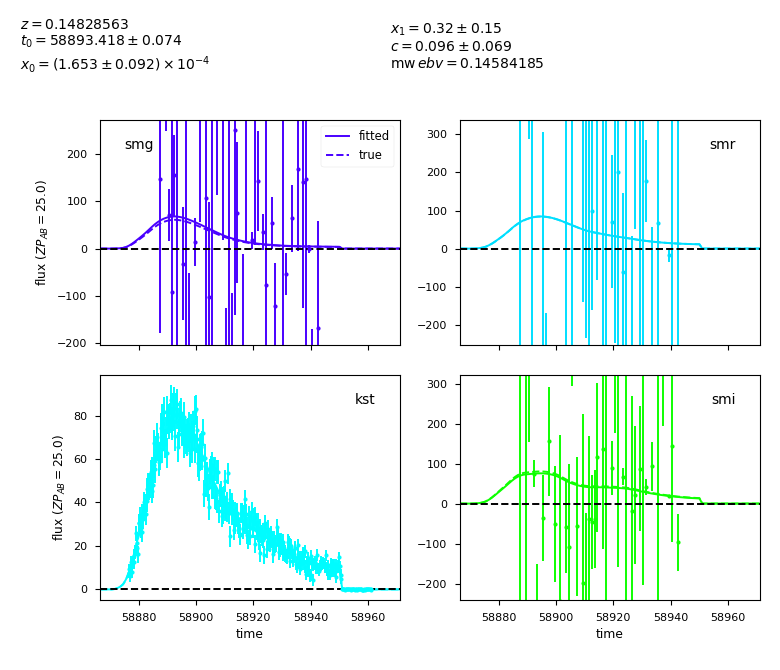 z = 0.14828563
t₀ = 58893.418 ± 0.074
x₀ = (1.653 ± 0.092) × 10⁻⁴
x₁ = 0.32 ± 0.15
c = 0.096 ± 0.069
mw ebv = 0.14584185
smg
fitted
true
200
100
0
−100
−200
flux (ZP_AB = 25.0)
smr
300
200
100
0
−100
−200
kst
80
60
40
20
0
flux (ZP_AB = 25.0)
58880 58900 58920 58940 58960
time
smi
300
200
100
0
−100
−200
58880 58900 58920 58940 58960
time